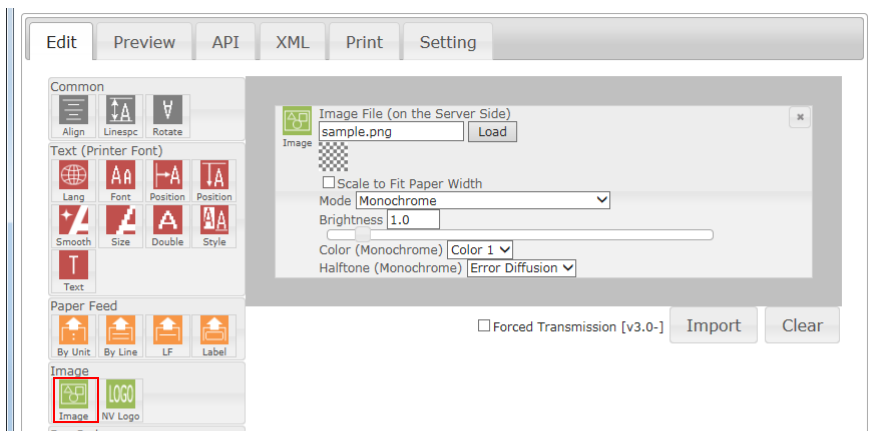 Edit Preview API XML Print Setting
Common
Align Linespc Rotate
Text (Printer Font)
Lang Font Position Position
Smooth Size Double Style
Text
Paper Feed
By Unit By Line LF Label
Image
LOGO
Image NV Logo
Image
Image File (on the Server Side)
sample.png Load
Scale to Fit Paper Width
Mode Monochrome
Brightness 1.0
Color (Monochrome) Color 1
Halftone (Monochrome) Error Diffusion
Forced Transmission [v3.0-] Import Clear